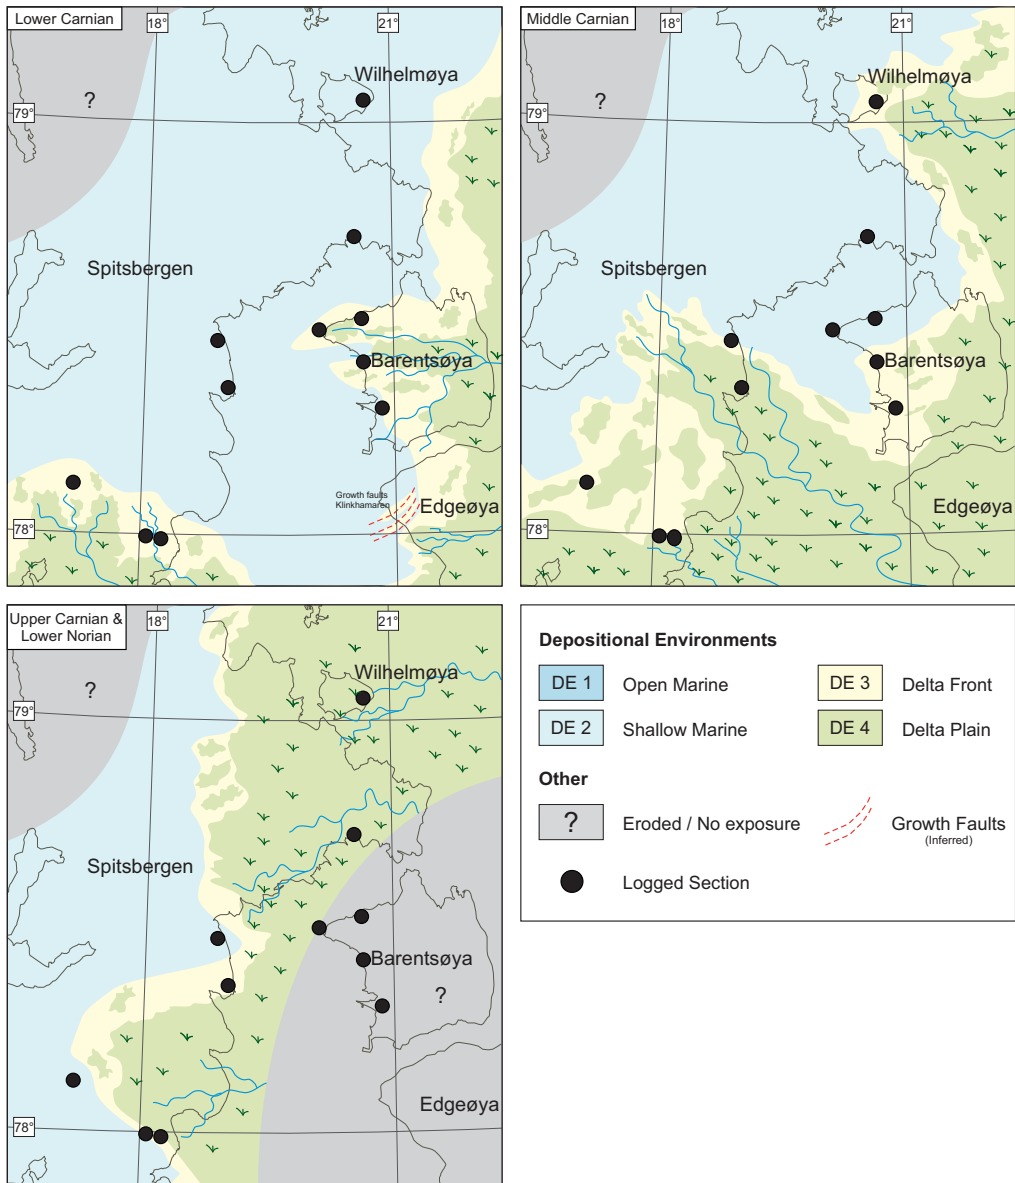 Lower Carnian
18°
21°
Wilhelmøya
?
79°
Spitsbergen
Barentsøya
Growth faults
Klinkhamaren
Edgeøya
78°
Middle Carnian
18°
21°
Wilhelmøya
?
79°
Spitsbergen
Barentsøya
Edgeøya
78°
Upper Carnian &
Lower Norian
18°
21°
?
Wilhelmøya
79°
Spitsbergen
Barentsøya
?
Edgeøya
78°
Depositional Environments
DE 1 Open Marine
DE 3 Delta Front
DE 2 Shallow Marine
DE 4 Delta Plain
Other
? Eroded / No exposure
Growth Faults
(Inferred)
Logged Section